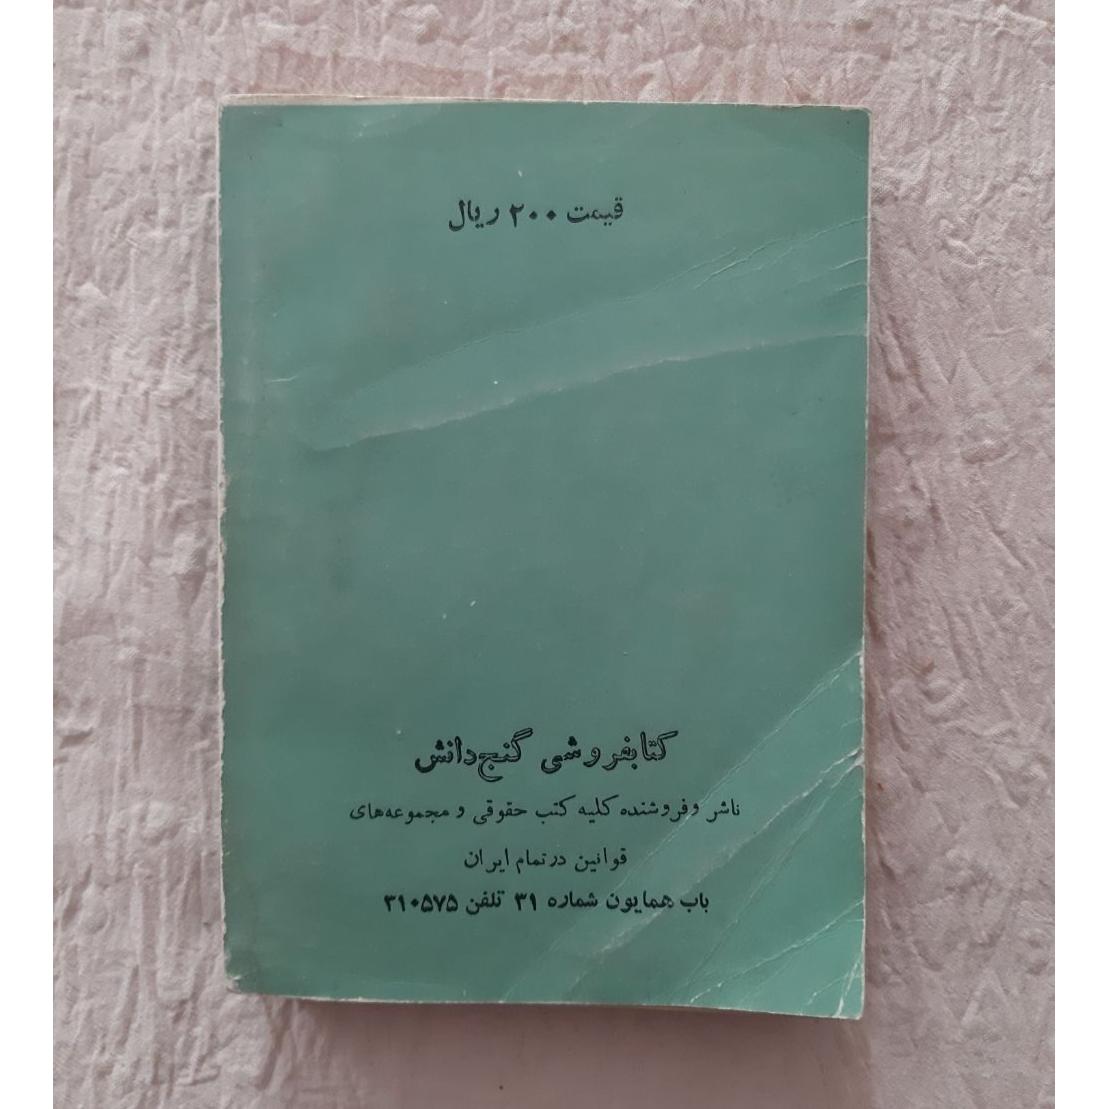 قیمت ۲۰۰ ریال
کتابفروشی گنج دانش
ناشر و فروشنده کلیه کتب حقوقی و مجموعه‌های
قوانین در تمام ایران
باب همایون شماره ۳۱ تلفن ۳۱۰۵۷۵